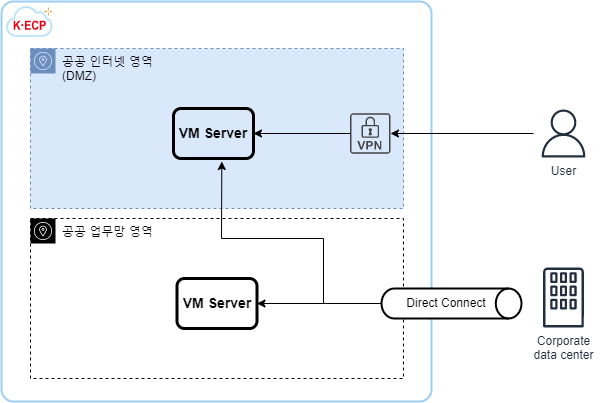 K·ECP
공공 인터넷 영역
(DMZ)
VM Server
VPN
User
공공 업무망 영역
VM Server
Direct Connect
Corporate
data center